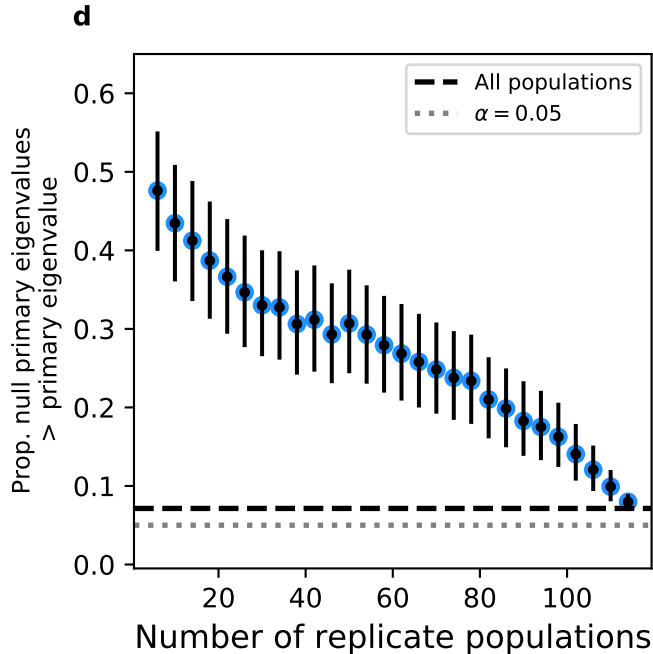 d
Prop. null primary eigenvalues
> primary eigenvalue
0.6
0.5
0.4
0.3
0.2
0.1
0.0
All populations
α = 0.05
20 40 60 80 100
Number of replicate populations